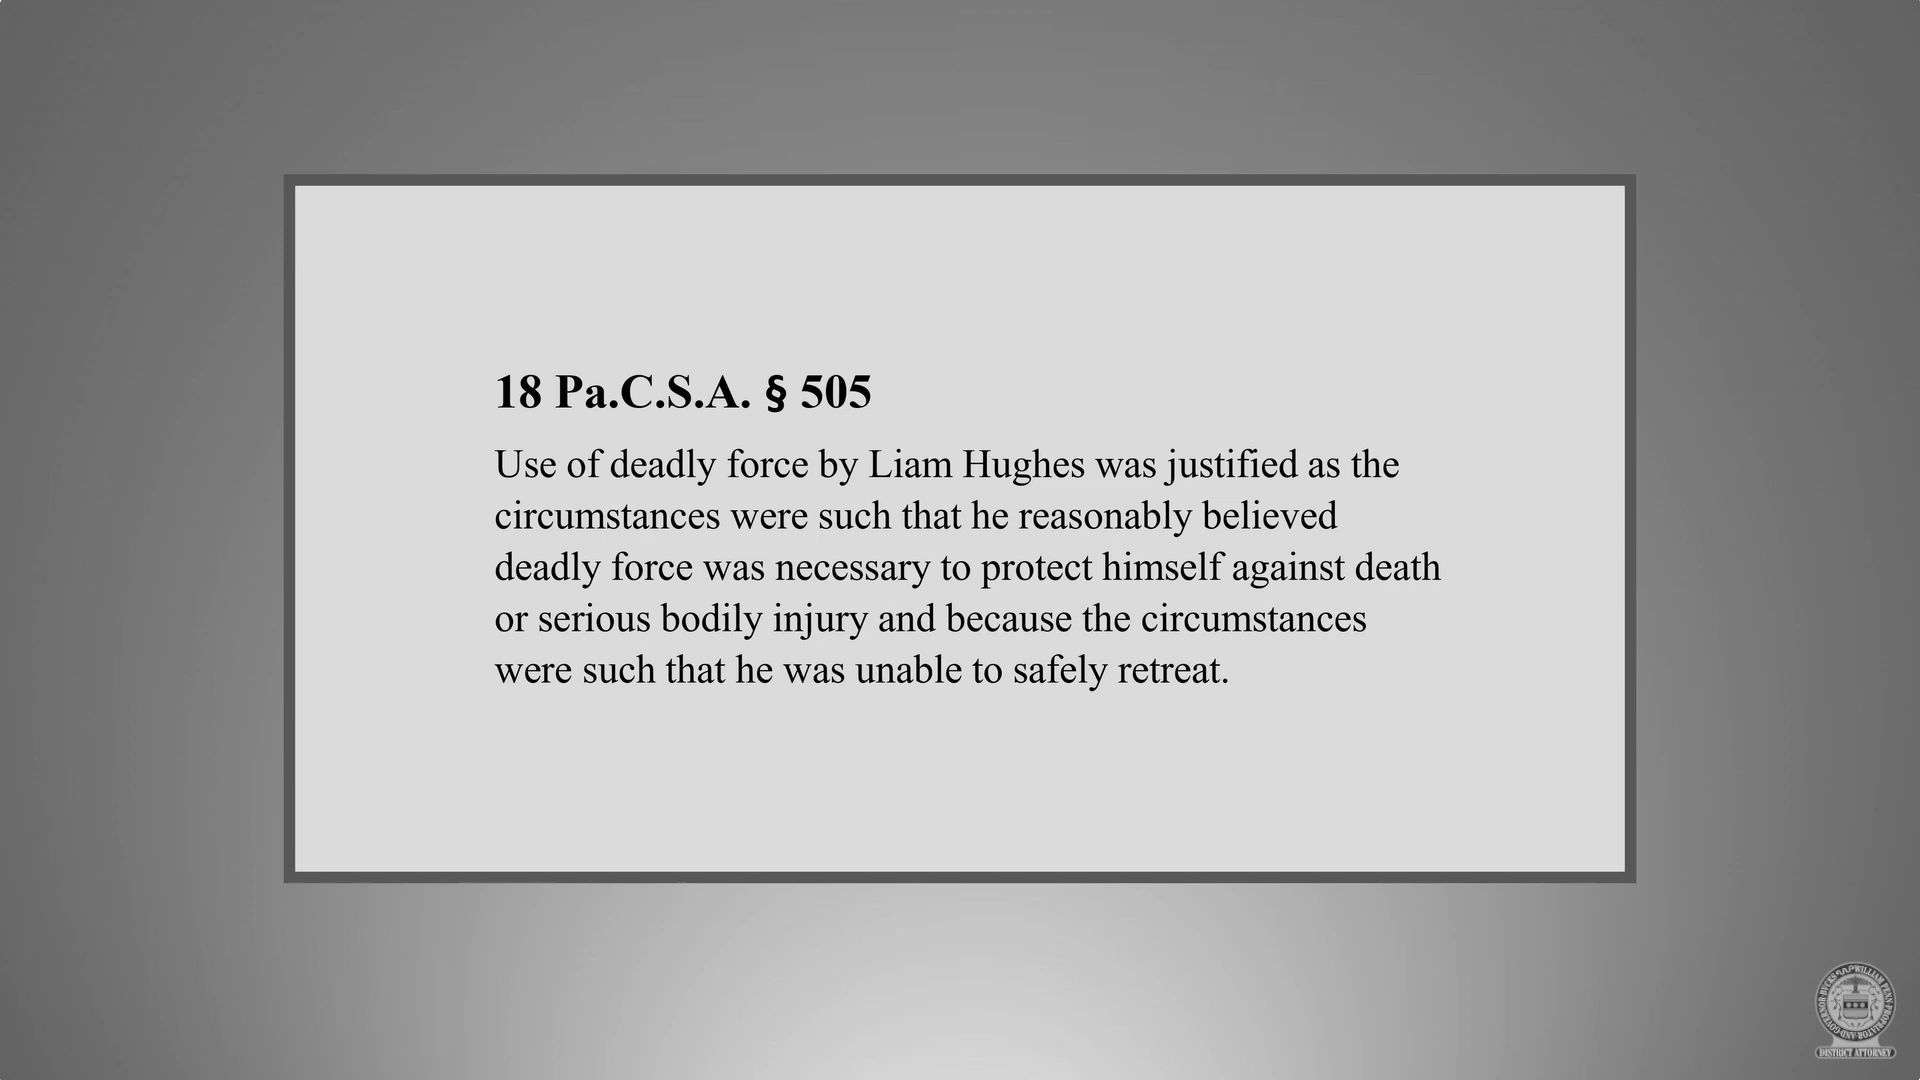 18 Pa.C.S.A. § 505
Use of deadly force by Liam Hughes was justified as the
circumstances were such that he reasonably believed
deadly force was necessary to protect himself against death
or serious bodily injury and because the circumstances
were such that he was unable to safely retreat.
DISTRICT ATTORNEY